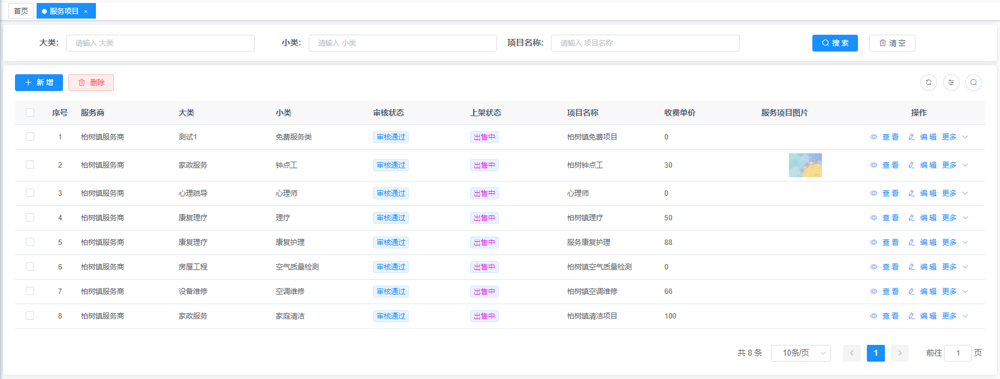 首页 服务项目 ×
大类: 请输入 大类 小类: 请输入 小类 项目名称: 请输入 项目名称 搜 索 清 空
新 增 删除
序号 服务商 大类 小类 审核状态 上架状态 项目名称 收费单价 服务项目图片 操作
1 柏树镇服务商 测试1 免费服务类 审核通过 出售中 柏树镇免费项目 0 查 看 编 辑 更多
2 柏树镇服务商 家政服务 钟点工 审核通过 出售中 柏树钟点工 30 查 看 编 辑 更多
3 柏树镇服务商 心理疏导 心理师 审核通过 出售中 心理师 0 查 看 编 辑 更多
4 柏树镇服务商 康复理疗 理疗 审核通过 出售中 柏树镇理疗 50 查 看 编 辑 更多
5 柏树镇服务商 康复理疗 康复护理 审核通过 出售中 服务康复护理 88 查 看 编 辑 更多
6 柏树镇服务商 房屋工程 空气质量检测 审核通过 出售中 柏树镇空气质量检测 0 查 看 编 辑 更多
7 柏树镇服务商 设备维修 空调维修 审核通过 出售中 柏树镇空调维修 66 查 看 编 辑 更多
8 柏树镇服务商 家政服务 家庭清洁 审核通过 出售中 柏树镇清洁项目 100 查 看 编 辑 更多
共 8 条 10条/页 1 前往 1 页